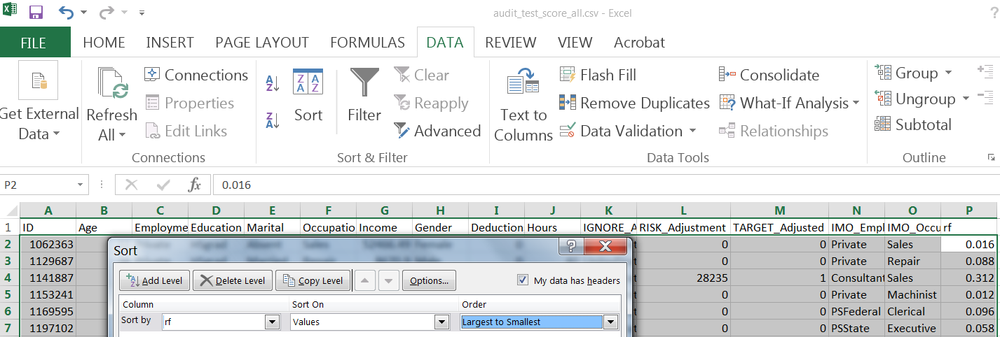 audit_test_score_all.csv - Excel ?
FILE HOME INSERT PAGE LAYOUT FORMULAS DATA REVIEW VIEW Acrobat
Get External Data
Refresh All
Connections
Properties
Edit Links
Connections
A Z
Z A
Z A A Z
Sort
Filter
Clear
Reapply
Advanced
Sort & Filter
Text to Columns
Flash Fill
Remove Duplicates
Data Validation
Consolidate
What-If Analysis
Relationships
Data Tools
Group
Ungroup
Subtotal
Outline
P2 fx 0.016
A B C D E F G H I J K L M N O P
1 ID Age Employme Education Marital Occupatio Income Gender Deduction Hours IGNORE_A RISK_Adjustment TARGET_Adjusted IMO_Empl IMO_Occu rf
2 1062363 0 0 Private Sales 0.016
3 1129687 0 0 Private Repair 0.088
4 1141887 28235 1 Consultant Sales 0.312
5 1153241 0 0 Private Machinist 0.012
6 1169595 0 0 PSFederal Clerical 0.096
7 1197102 0 0 PSState Executive 0.058
Sort ? X
Add Level Delete Level Copy Level Options... My data has headers
Column Sort On Order
Sort by rf Values Largest to Smallest